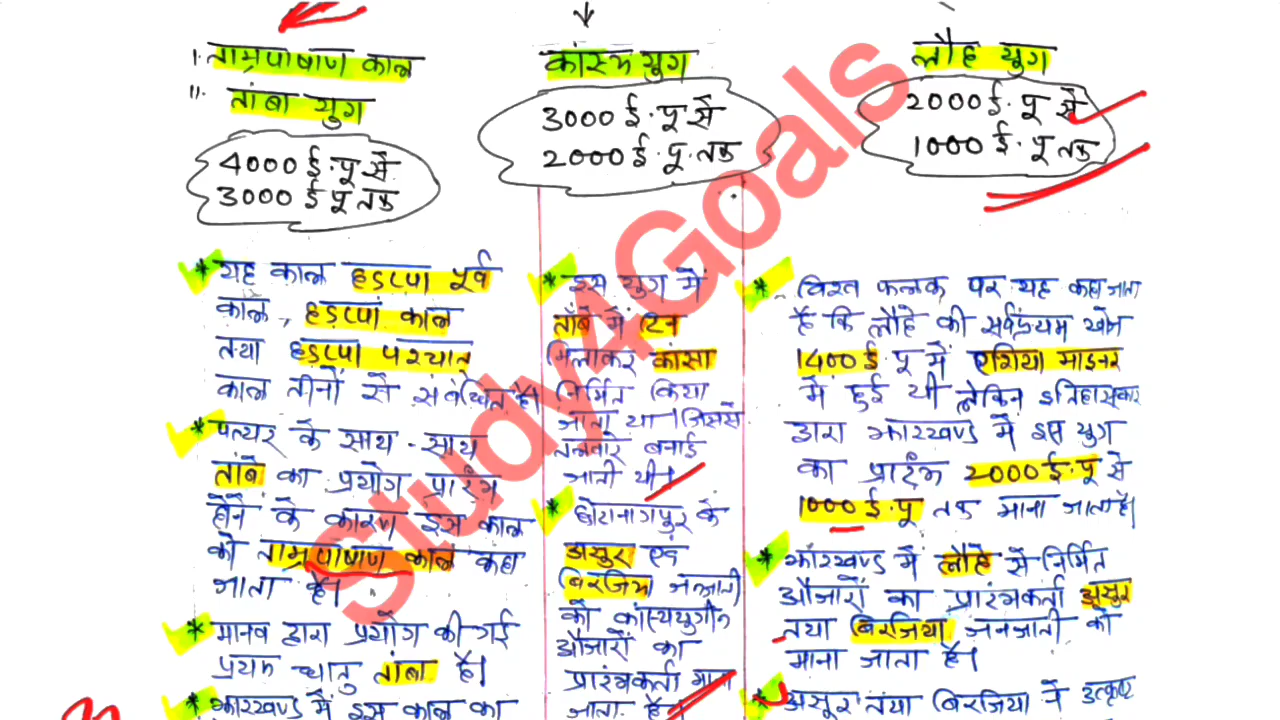 i. ताम्रपाषाण काल
ii. तांबा युग
4000 ई.पू से
3000 ई पू तक
* यह काल हड़प्पा पूर्व
काल, हड़प्पा काल
तथा हड़प्पा पश्चात्
काल तीनों से संबंधित है।
* पत्थर के साथ-साथ
तांबे का प्रयोग प्रारंभ
होने के कारण इस काल
को ताम्रपाषाण काल कहा
जाता है।
* मानव द्वारा प्रयोग की गई
प्रथम धातु तांबा है।
* झारखण्ड में इस काल का
कांस्य युग
3000 ई.पू से
2000 ई.पू.तक
* इस युग में
तांबे में टिन
मिलाकर कांसा
निर्मित किया
जाता था जिससे
तलवारें बनाई
जाती थी।
* छोटानागपुर के
असुर एवं
बिरजिया जनजाती
को कांस्ययुगीन
औजारों का
प्रारंभकर्ता माना
जाता है।
लौह युग
2000 ई.पू से
1000 ई.पू तक
* विश्व फलक पर यह कहा जाता
है कि लौहे की सर्वप्रथम खोज
1400 ई.पू में एशिया माइनर
में हुई थी लेकिन इतिहासकार
द्वारा झारखण्ड में इस युग
का प्रारंभ 2000 ई.पू से
1000 ई.पू तक माना जाता है।
* झारखण्ड में लौहे से निर्मित
औजारों का प्रारंभकर्ता असुर
तथा बिरजिया जनजाती को
माना जाता है।
* असुर तथा बिरजिया ने उत्कृष्ट
Study4Goals